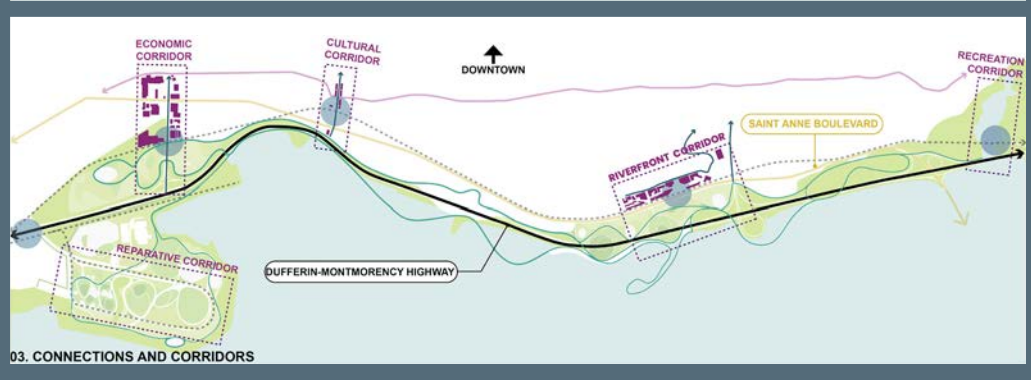 ECONOMIC
CORRIDOR
CULTURAL
CORRIDOR
DOWNTOWN
RECREATION
CORRIDOR
SAINT ANNE BOULEVARD
RIVERFRONT CORRIDOR
REPARATIVE CORRIDOR
DUFFERIN-MONTMORENCY HIGHWAY
03. CONNECTIONS AND CORRIDORS